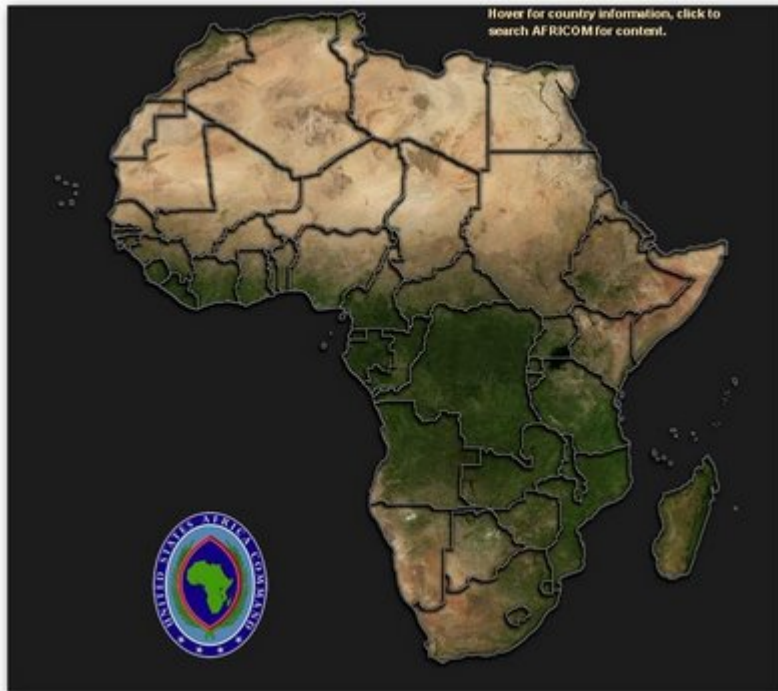 Hover for country information, click to
search AFRICOM for content.
UNITED STATES AFRICA COMMAND